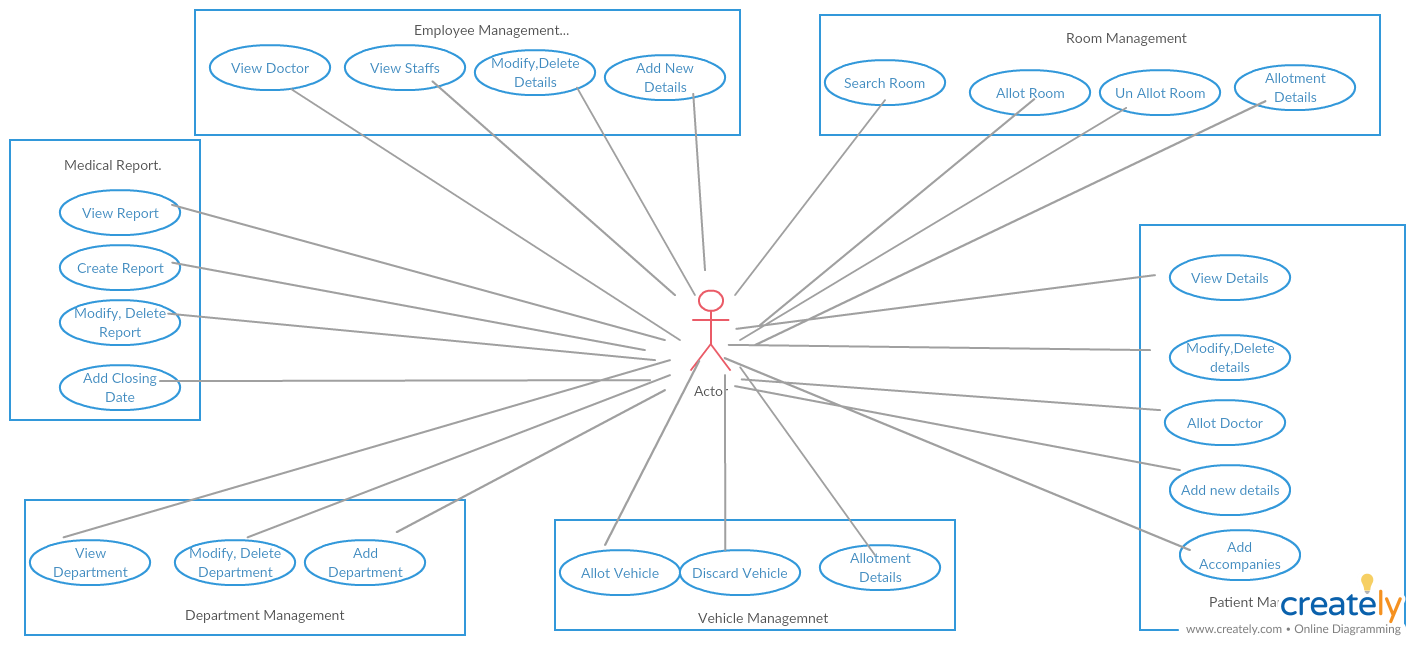 Employee Management...
View Doctor
View Staffs
Modify,Delete
Details
Add New
Details
Room Management
Search Room
Allot Room
Un Allot Room
Allotment
Details
Medical Report.
View Report
Create Report
Modify, Delete
Report
Add Closing
Date
Actor
View Details
Modify,Delete
details
Allot Doctor
Add new details
Add
Accompanies
Patient
View
Department
Modify, Delete
Department
Add
Department
Department Management
Allot Vehicle
Discard Vehicle
Allotment
Details
Vehicle Managemnet
creately
www.creately.com • Online Diagramming